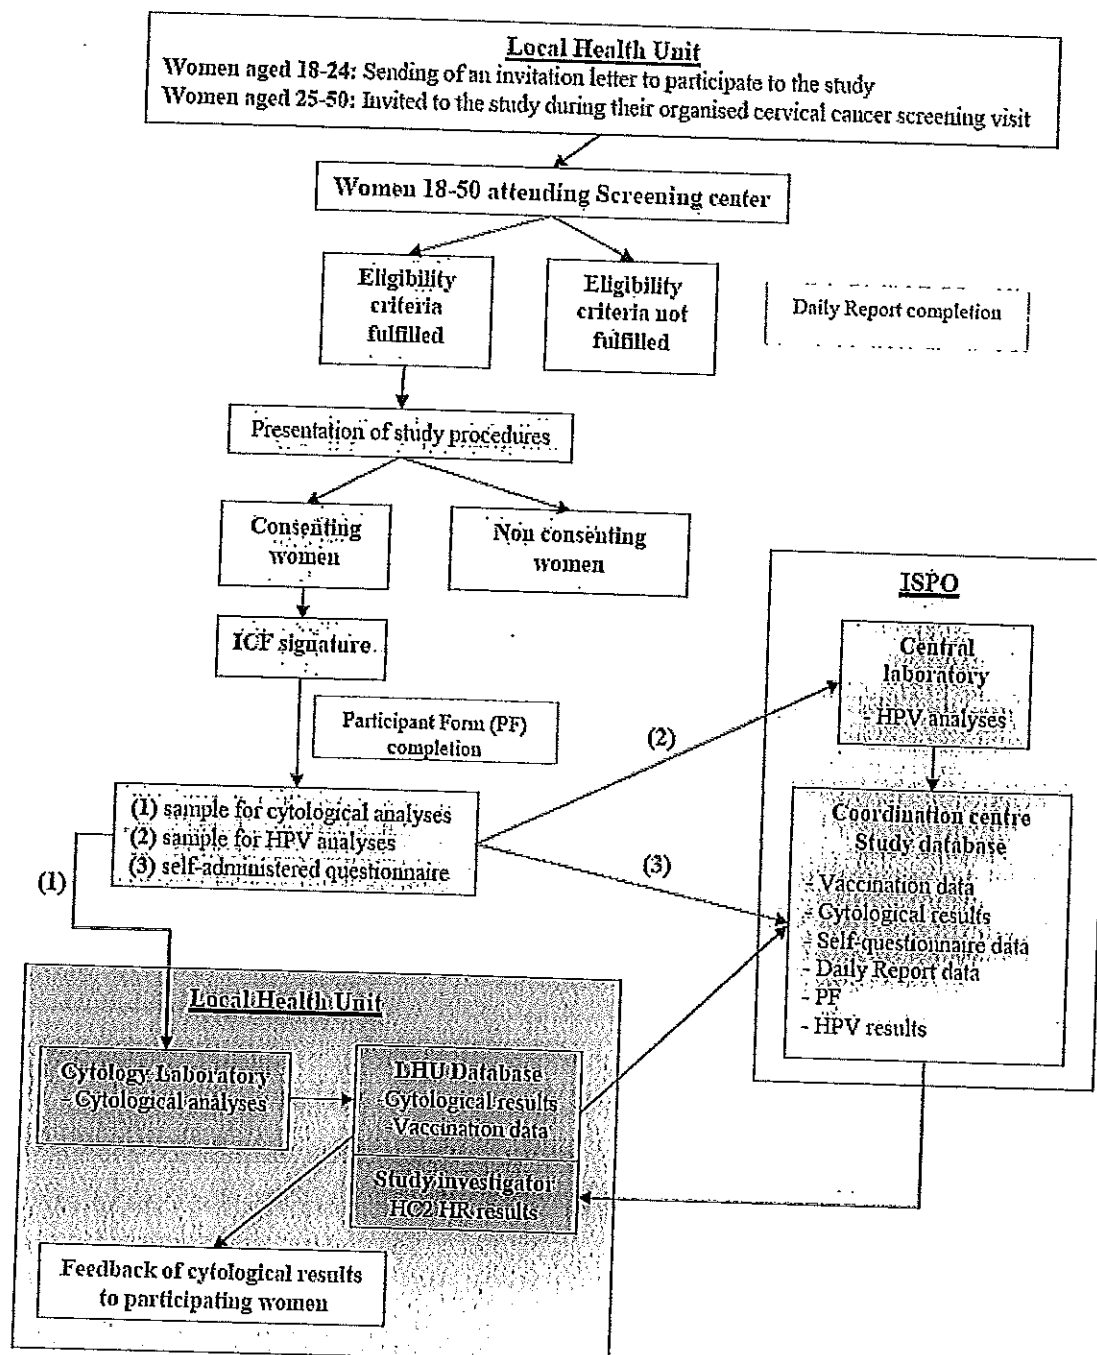 Local Health Unit
Women aged 18-24: Sending of an invitation letter to participate to the study
Women aged 25-50: Invited to the study during their organised cervical cancer screening visit
Women 18-50 attending Screening center
Eligibility
criteria
fulfilled
Eligibility
criteria not
fulfilled
Daily Report completion
Presentation of study procedures
Consenting
women
Non consenting
women
ICF signature
Participant Form (PF)
completion
(1) sample for cytological analyses
(2) sample for HPV analyses
(3) self-administered questionnaire
(1)
(2)
(3)
ISPO
Central
laboratory
- HPV analyses
Coordination centre
Study database
- Vaccination data
- Cytological results
- Self-questionnaire data
- Daily Report data
- PF
- HPV results
Local Health Unit
Cytology Laboratory
- Cytological analyses
LHU Database
-Cytological results
-Vaccination data
Study investigator
HC2 HR results
Feedback of cytological results
to participating women